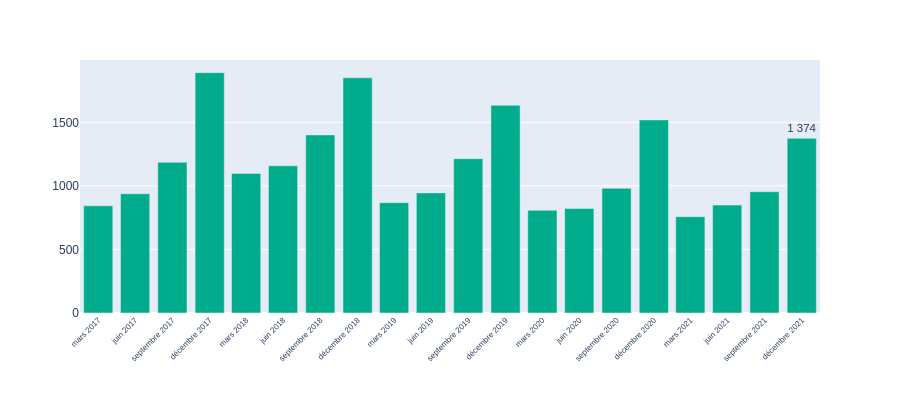 1500
1000
500
0
1 374
mars 2017
juin 2017
septembre 2017
décembre 2017
mars 2018
juin 2018
septembre 2018
décembre 2018
mars 2019
juin 2019
septembre 2019
décembre 2019
mars 2020
juin 2020
septembre 2020
décembre 2020
mars 2021
juin 2021
septembre 2021
décembre 2021